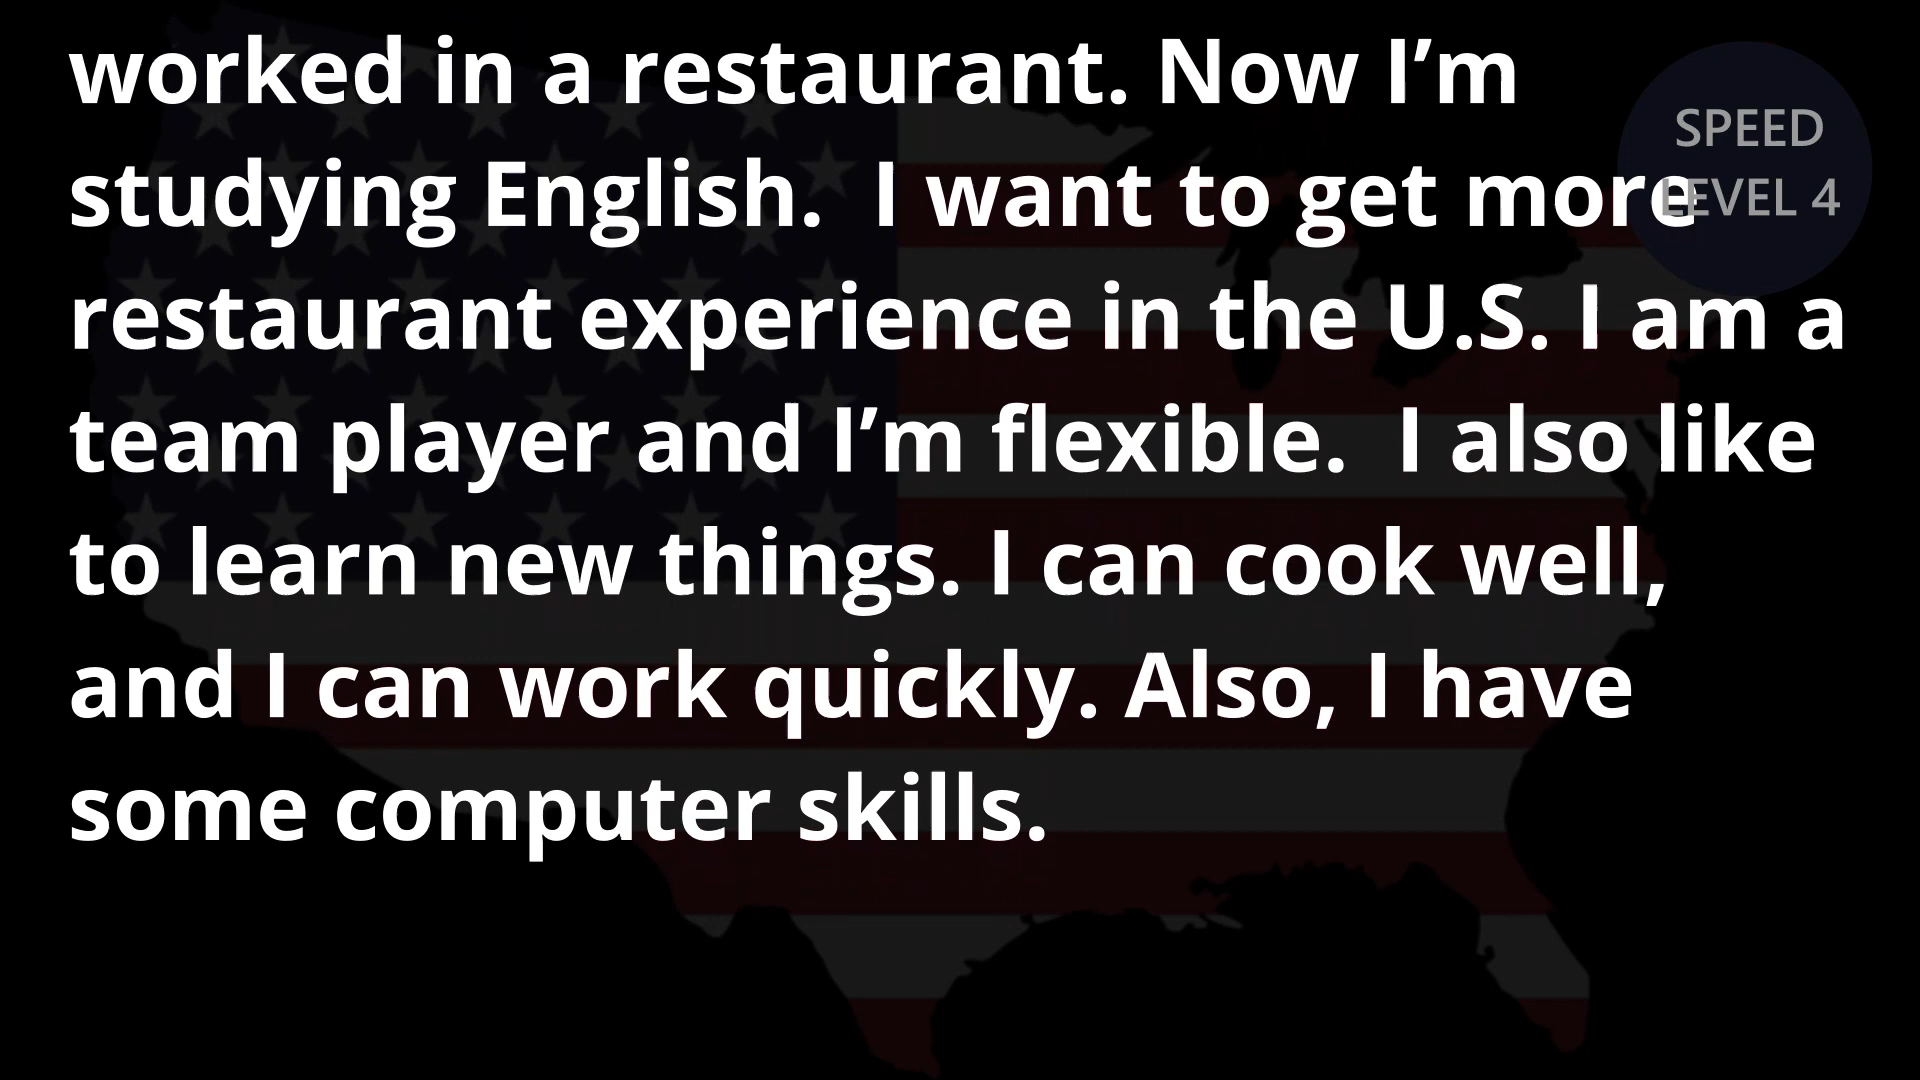 worked in a restaurant. Now I’m
studying English.  I want to get more
restaurant experience in the U.S. I am a
team player and I’m flexible.  I also like
to learn new things. I can cook well,
and I can work quickly. Also, I have
some computer skills.
SPEED
LEVEL 4